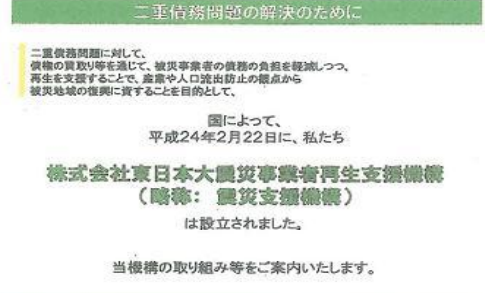 二重債務問題の解決のために
二重債務問題に対して、
債権の買取り等を通じて、被災事業者の債務の負担を軽減しつつ、
再生を支援することで、産業や人口流出防止の観点から
被災地域の復興に資することを目的として、
国によって、
平成24年2月22日に、私たち
株式会社東日本大震災事業者再生支援機構
（略称： 震災支援機構）
は設立されました。
当機構の取り組み等をご案内いたします。